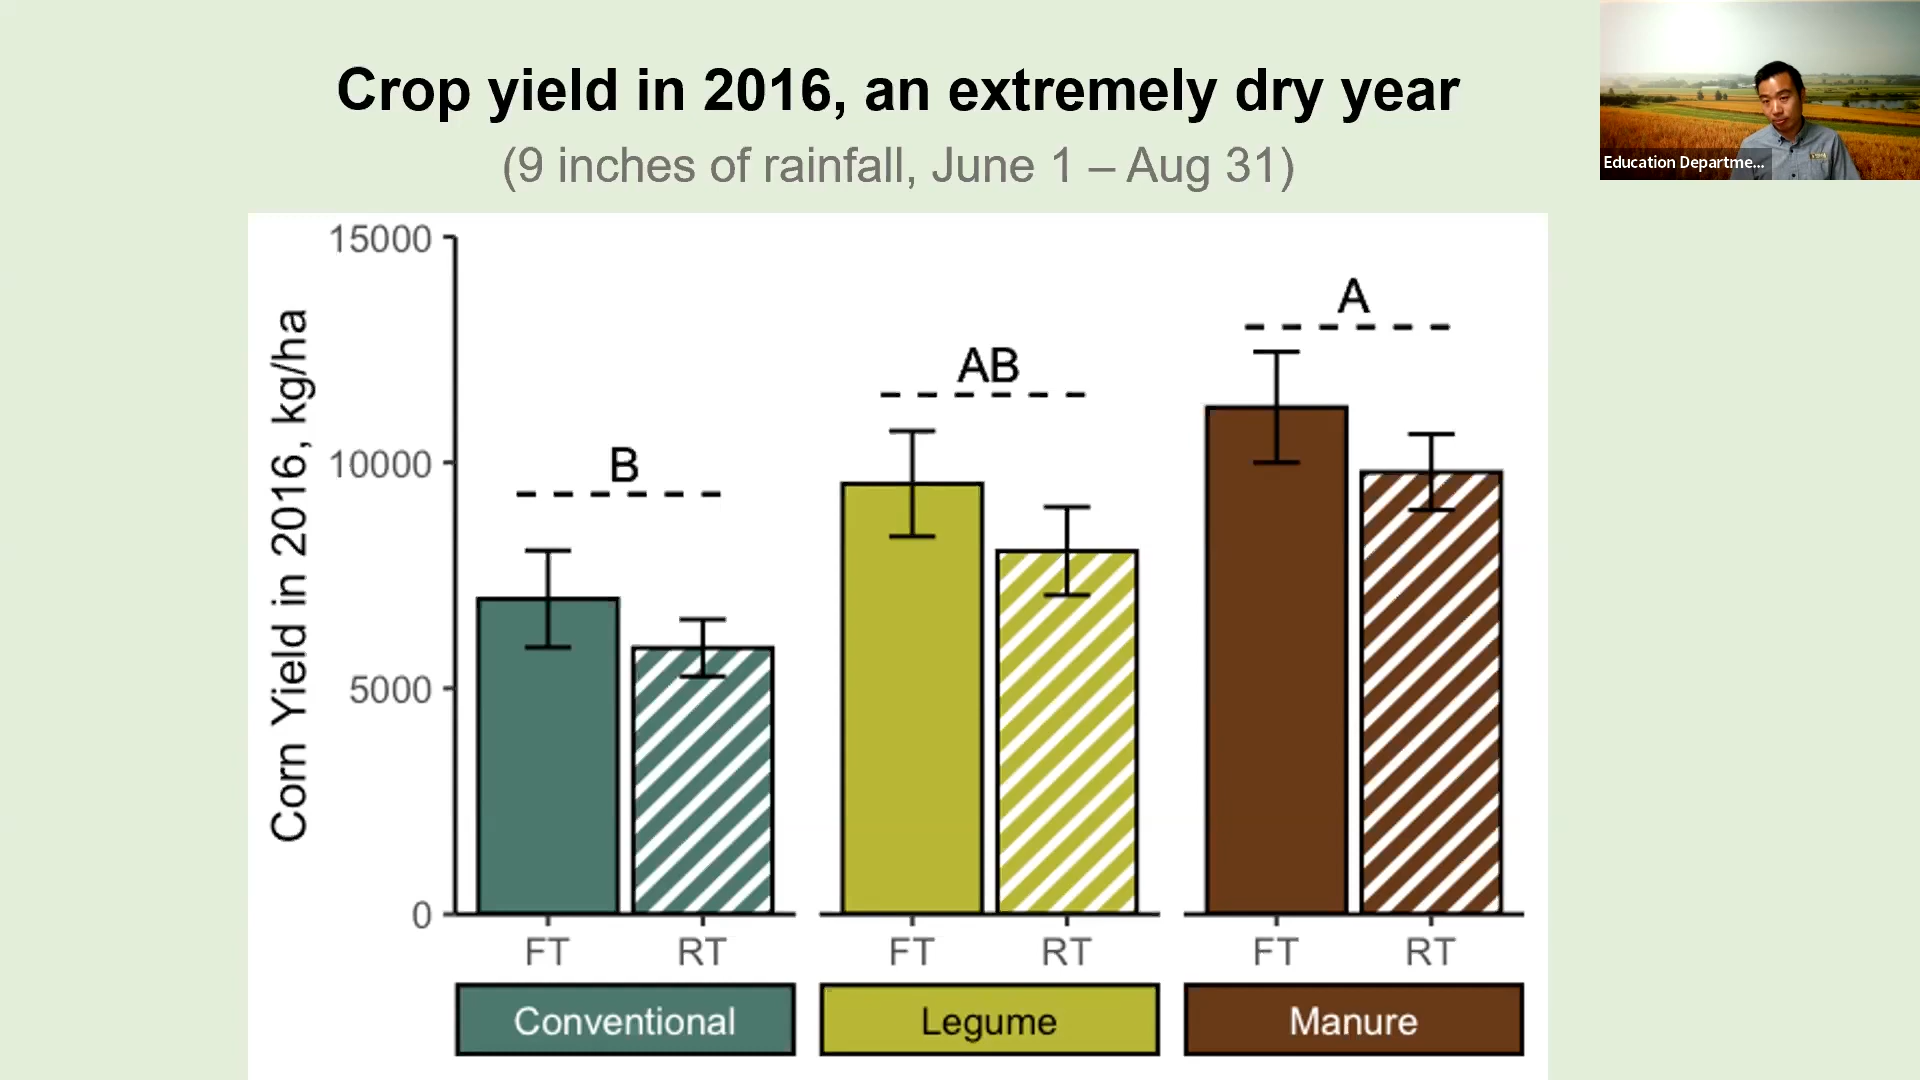 Crop yield in 2016, an extremely dry year
(9 inches of rainfall, June 1 – Aug 31)
Education Departme...
Corn Yield in 2016, kg/ha
15000
10000
5000
0
B
AB
A
FT RT FT RT FT RT
Conventional Legume Manure